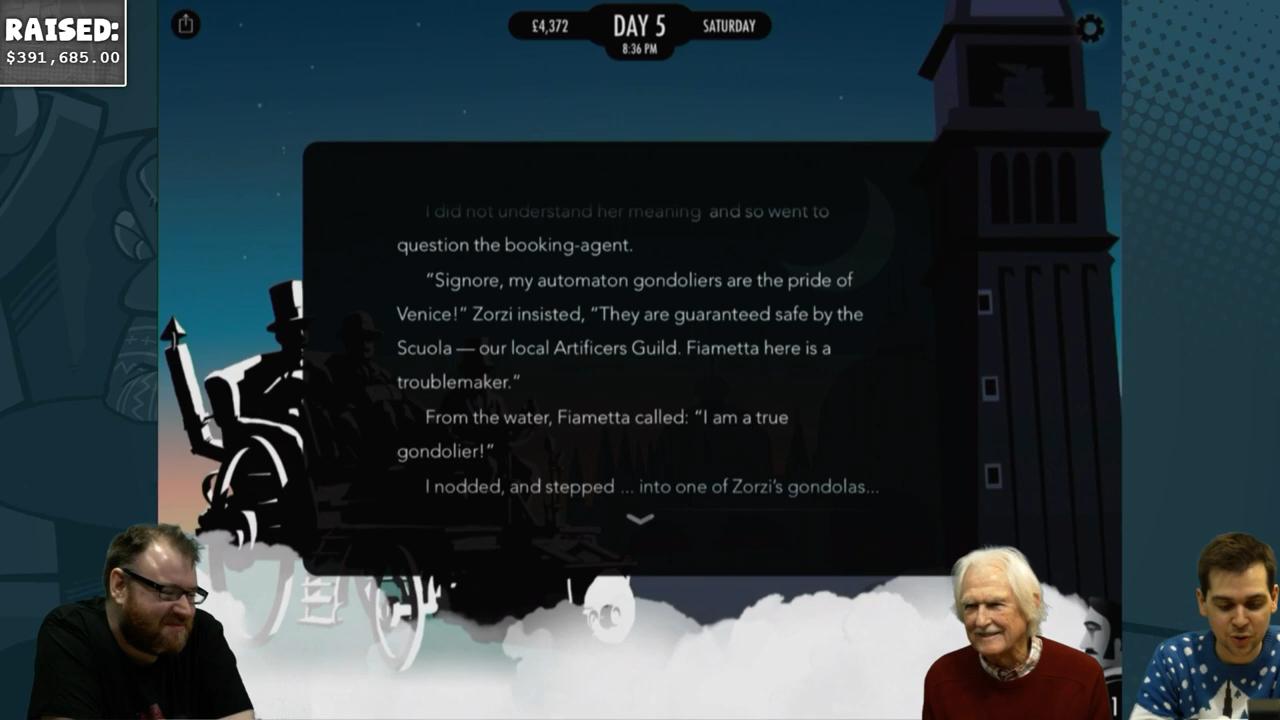 RAISED:
$391,685.00
£4,372
DAY 5
SATURDAY
8:36 PM
I did not understand her meaning and so went to
question the booking-agent.
“Signore, my automaton gondoliers are the pride of
Venice!” Zorzi insisted, “They are guaranteed safe by the
Scuola — our local Artificers Guild. Fiametta here is a
troublemaker.”
From the water, Fiametta called: “I am a true
gondolier!”
I nodded, and stepped ... into one of Zorzi’s gondolas...